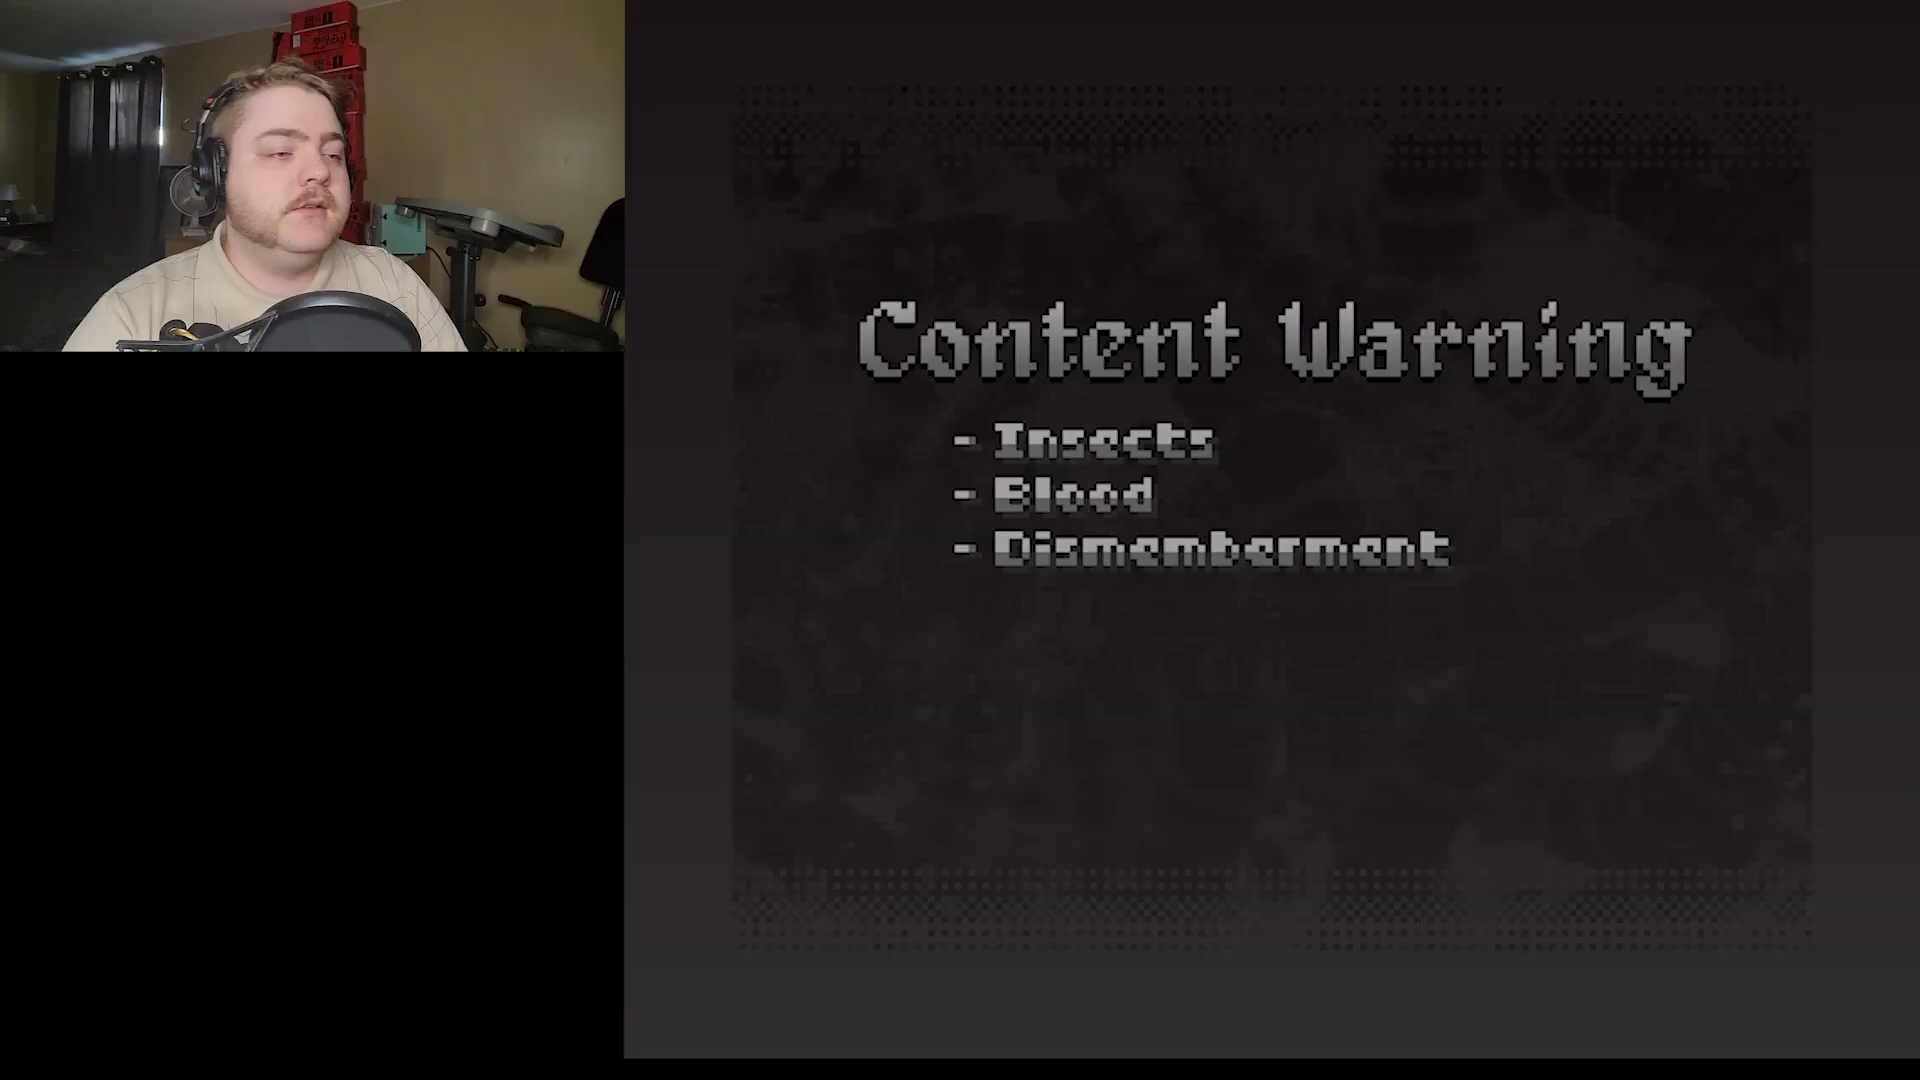 Content Warning
- Insects
- Blood
- Dismemberment